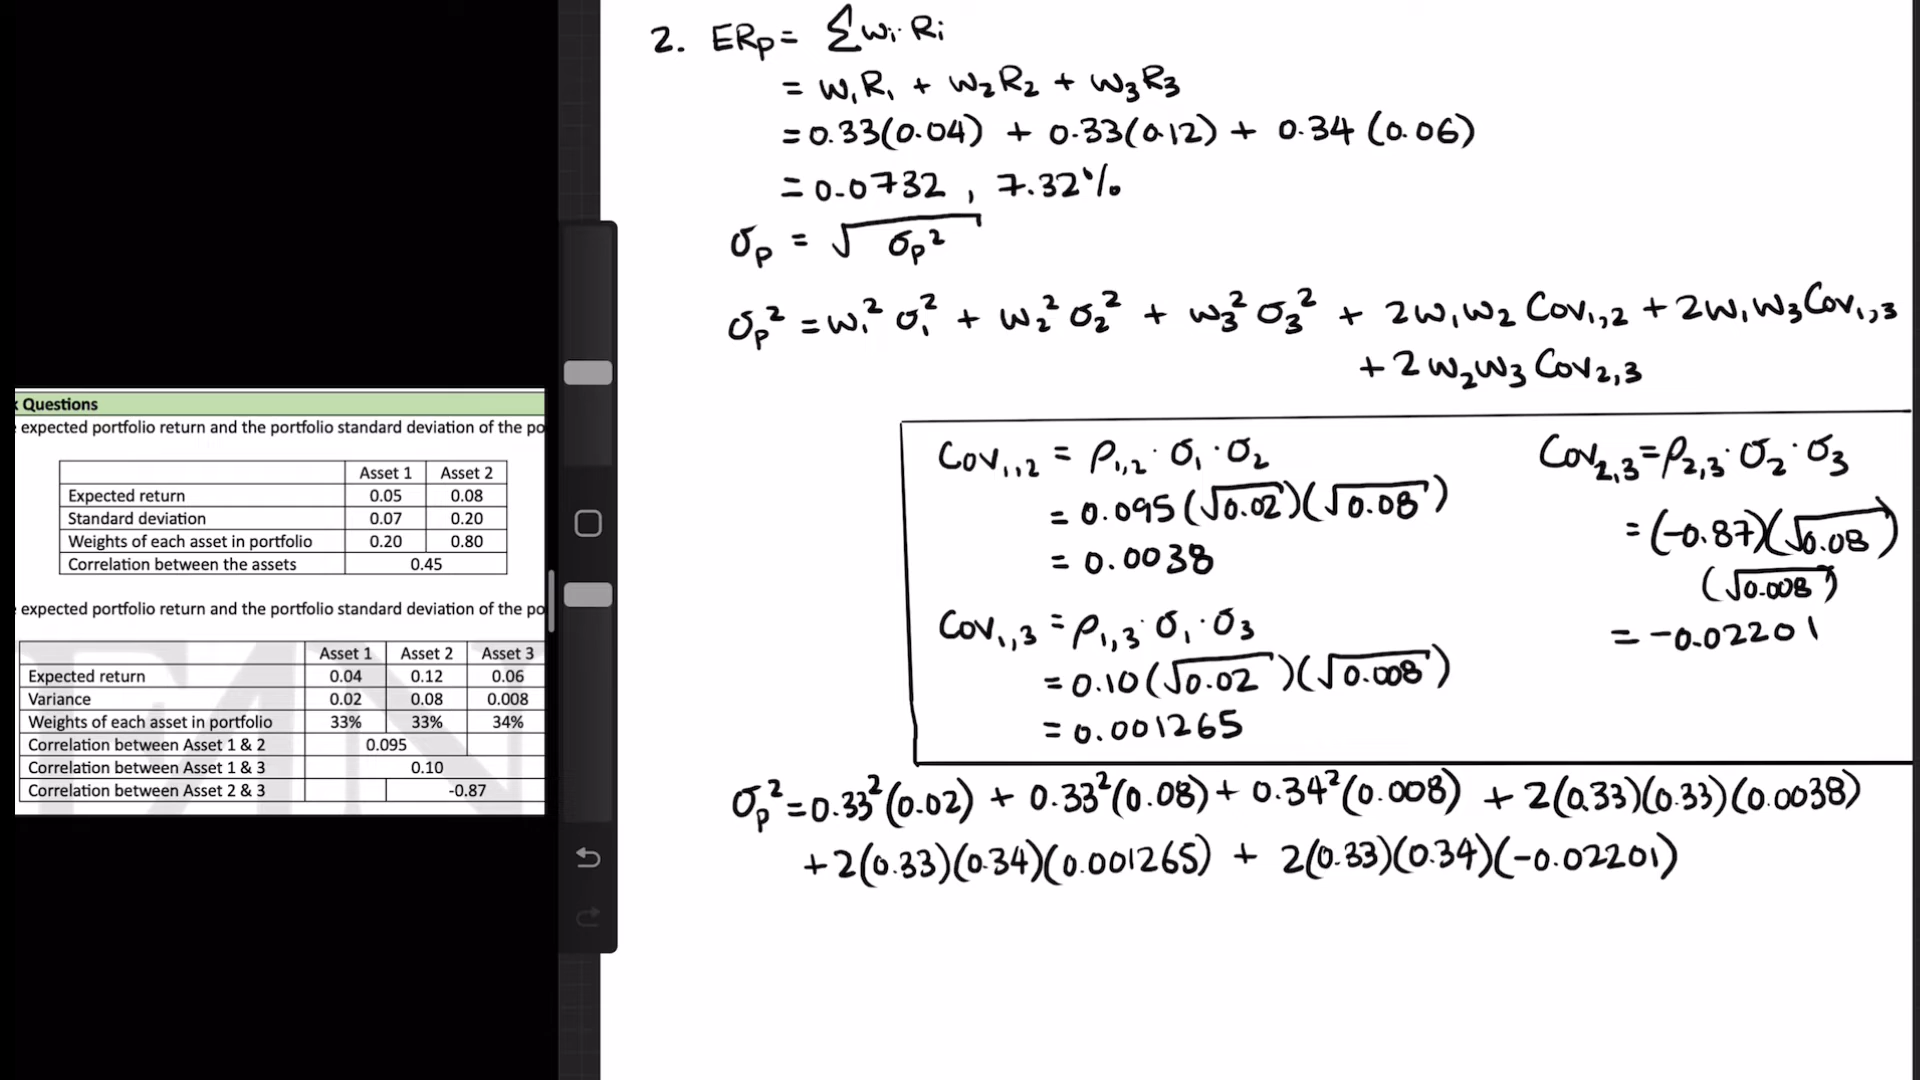 Questions
expected portfolio return and the portfolio standard deviation of the po
Asset 1 Asset 2
Expected return 0.05 0.08
Standard deviation 0.07 0.20
Weights of each asset in portfolio 0.20 0.80
Correlation between the assets 0.45
expected portfolio return and the portfolio standard deviation of the po
Asset 1 Asset 2 Asset 3
Expected return 0.04 0.12 0.06
Variance 0.02 0.08 0.008
Weights of each asset in portfolio 33% 33% 34%
Correlation between Asset 1 & 2 0.095
Correlation between Asset 1 & 3 0.10
Correlation between Asset 2 & 3 -0.87
2. ERp = Σwi·Ri
= w₁R₁ + w₂R₂ + w₃R₃
= 0.33(0.04) + 0.33(0.12) + 0.34(0.06)
= 0.0732, 7.32%
σp = √σp²
σp² = w₁²σ₁² + w₂²σ₂² + w₃²σ₃² + 2w₁w₂Cov₁,₂ + 2w₁w₃Cov₁,₃
+ 2w₂w₃Cov₂,₃
Cov₁,₂ = ρ₁,₂·σ₁·σ₂
= 0.095(√0.02)(√0.08)
= 0.0038
Cov₁,₃ = ρ₁,₃·σ₁·σ₃
= 0.10(√0.02)(√0.008)
= 0.001265
Cov₂,₃ = ρ₂,₃·σ₂·σ₃
= (-0.87)(√0.08)
(√0.008)
= -0.02201
σp² = 0.33²(0.02) + 0.33²(0.08) + 0.34²(0.008) + 2(0.33)(0.33)(0.0038)
+ 2(0.33)(0.34)(0.001265) + 2(0.33)(0.34)(-0.02201)